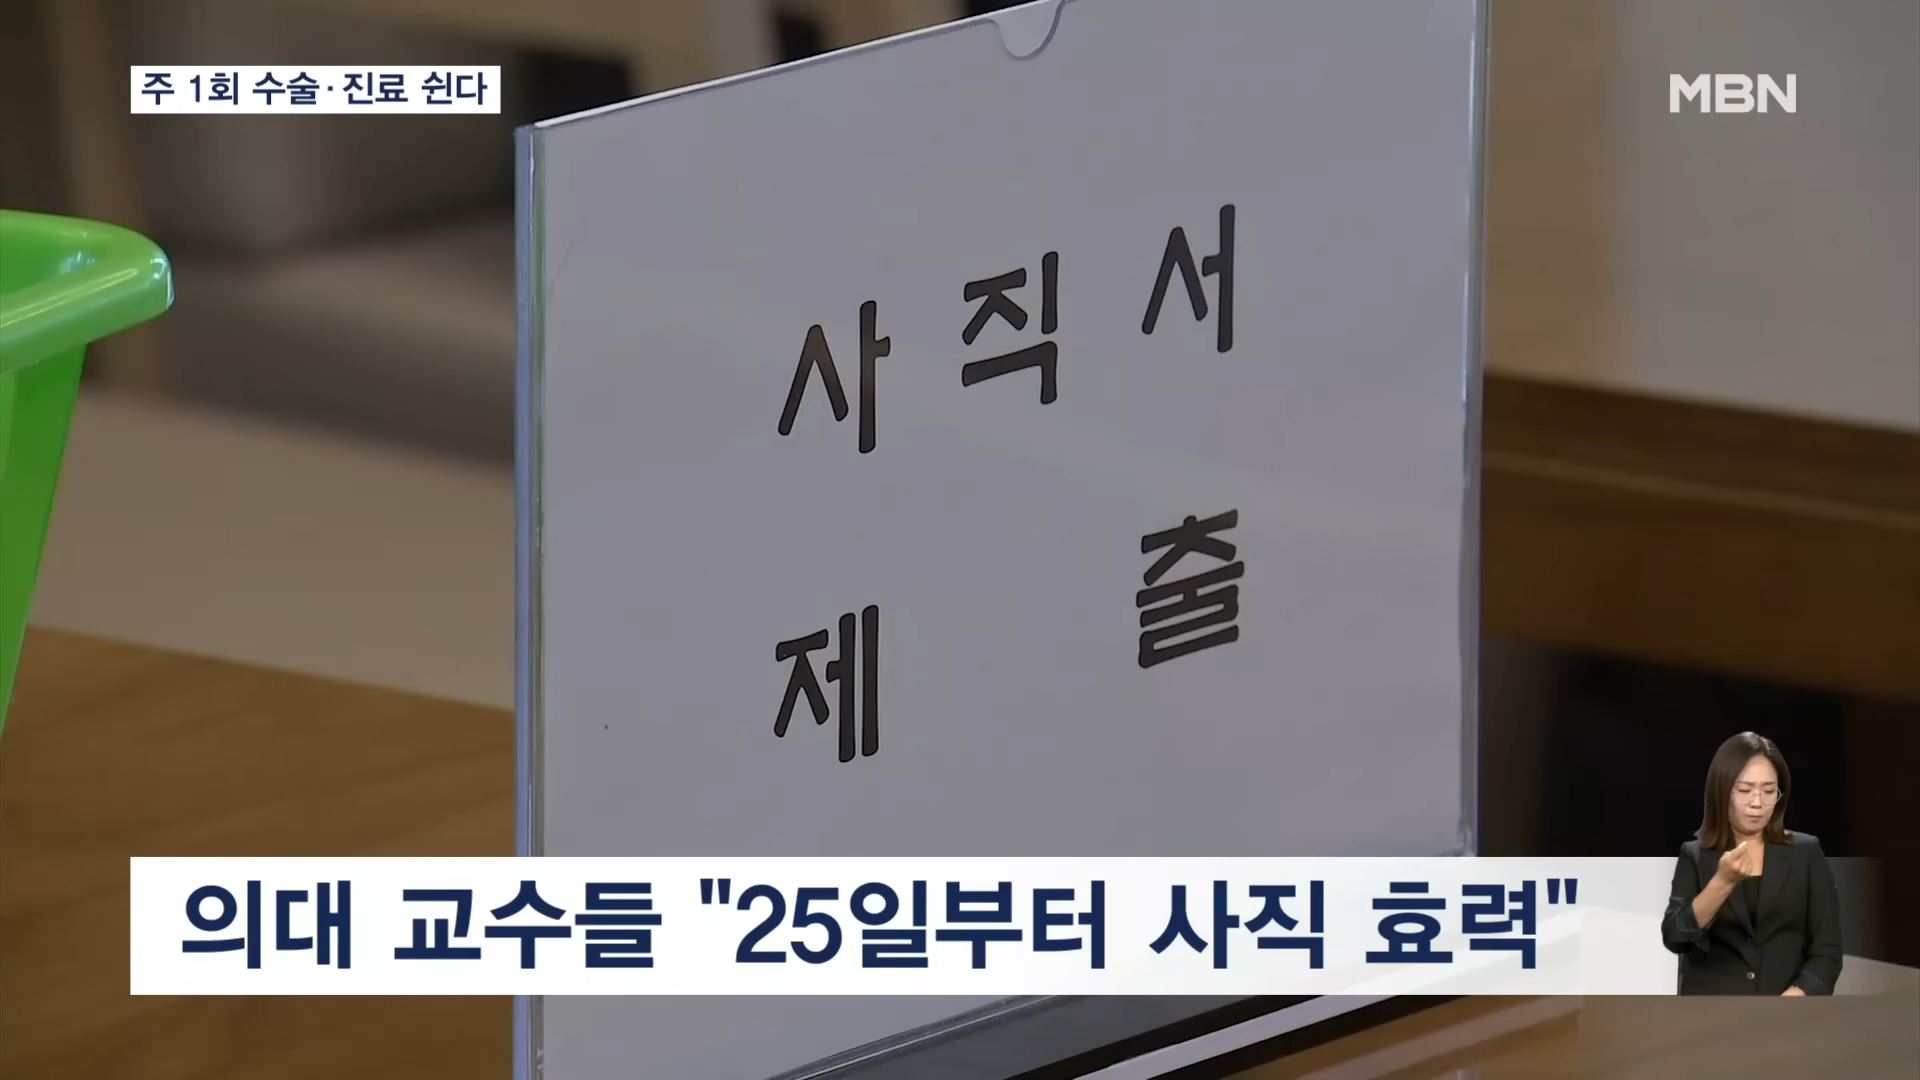 주 1회 수술·진료 쉰다
MBN
사직서
제출
의대 교수들 "25일부터 사직 효력"